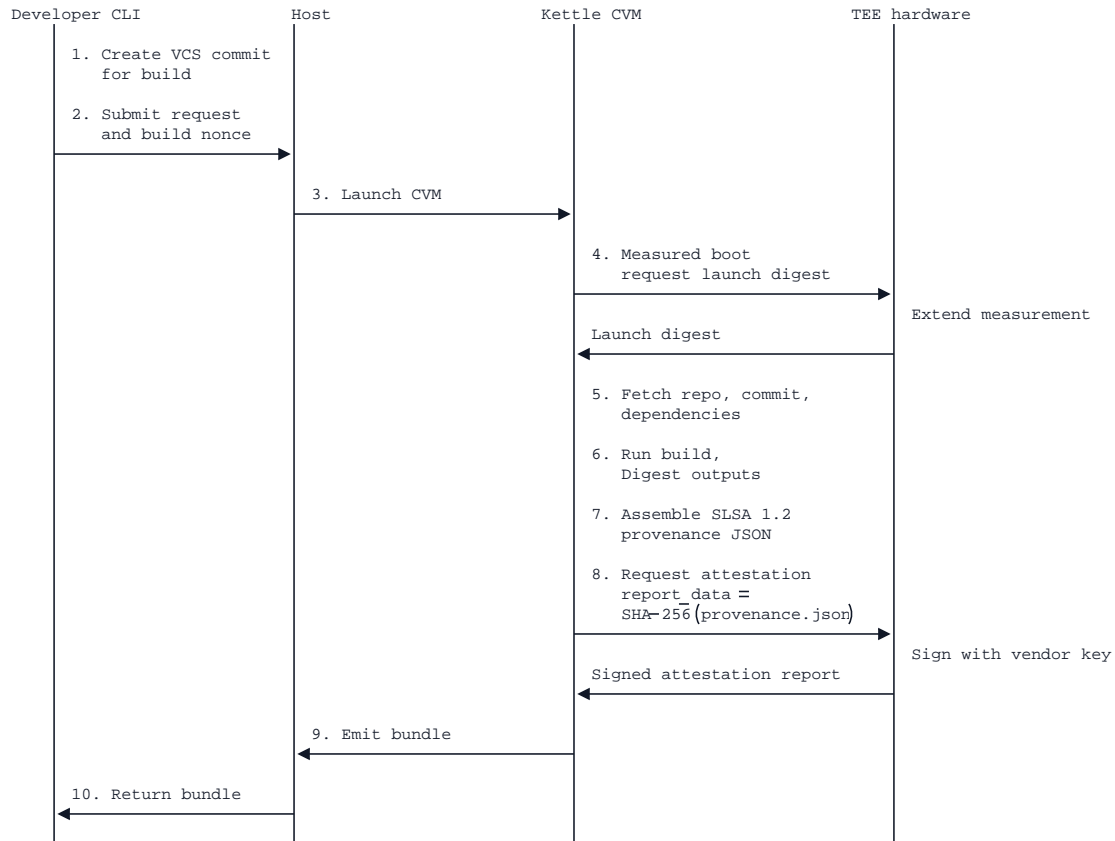 Developer CLI
Host
Kettle CVM
TEE hardware
1. Create VCS commit
for build
2. Submit request
and build nonce
3. Launch CVM
4. Measured boot
request launch digest
Extend measurement
Launch digest
5. Fetch repo, commit,
dependencies
6. Run build,
Digest outputs
7. Assemble SLSA 1.2
provenance JSON
8. Request attestation
report_data =
SHA-256(provenance.json)
Sign with vendor key
Signed attestation report
9. Emit bundle
10. Return bundle